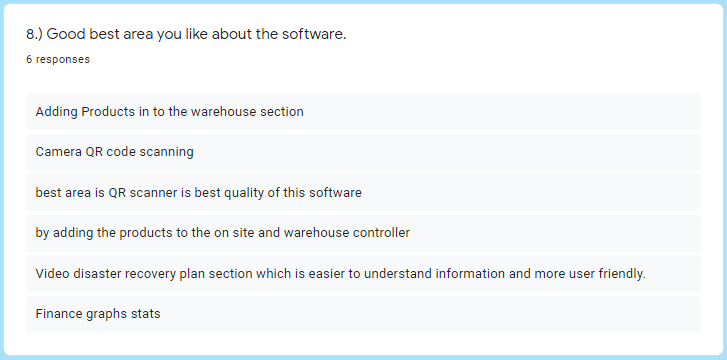 8.) Good best area you like about the software.
6 responses
Adding Products in to the warehouse section
Camera QR code scanning
best area is QR scanner is best quality of this software
by adding the products to the on site and warehouse controller
Video disaster recovery plan section which is easier to understand information and more user friendly.
Finance graphs stats